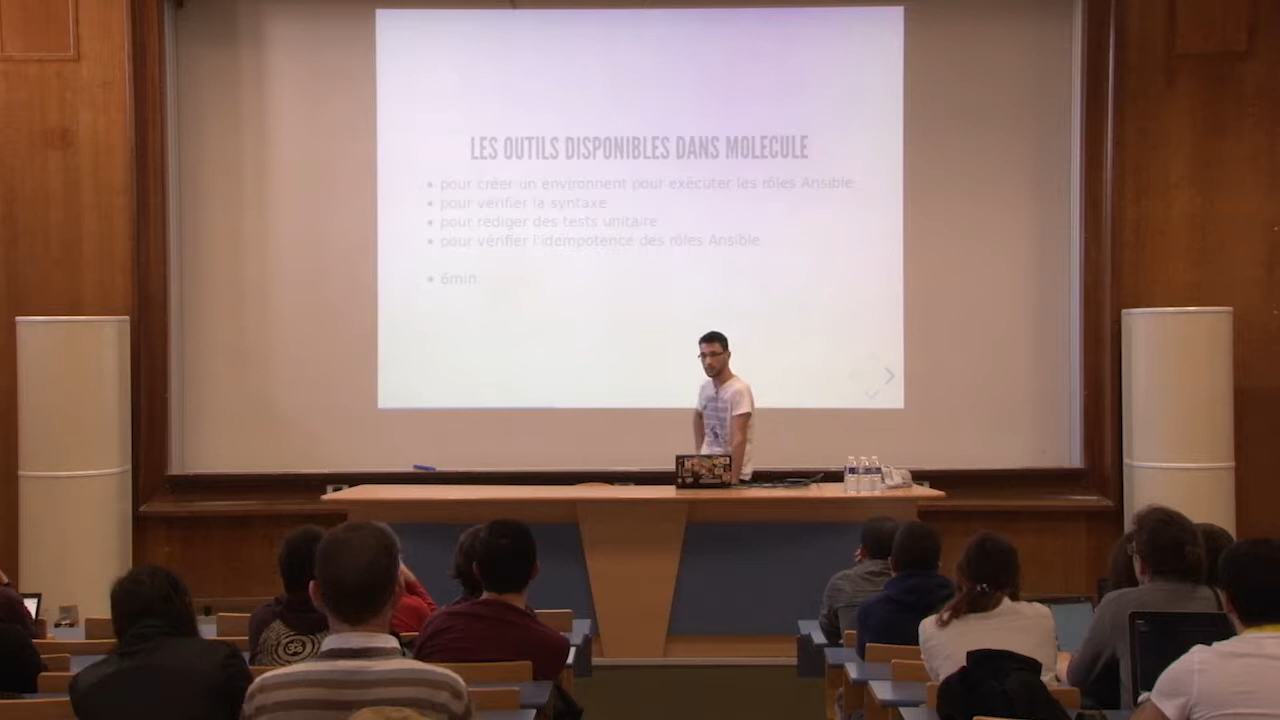 LES OUTILS DISPONIBLES DANS MOLECULE
• pour créer un environnent pour exécuter les rôles Ansible
• pour vérifier la syntaxe
• pour rédiger des tests unitaire
• pour vérifier l'idempotence des rôles Ansible
• 6min